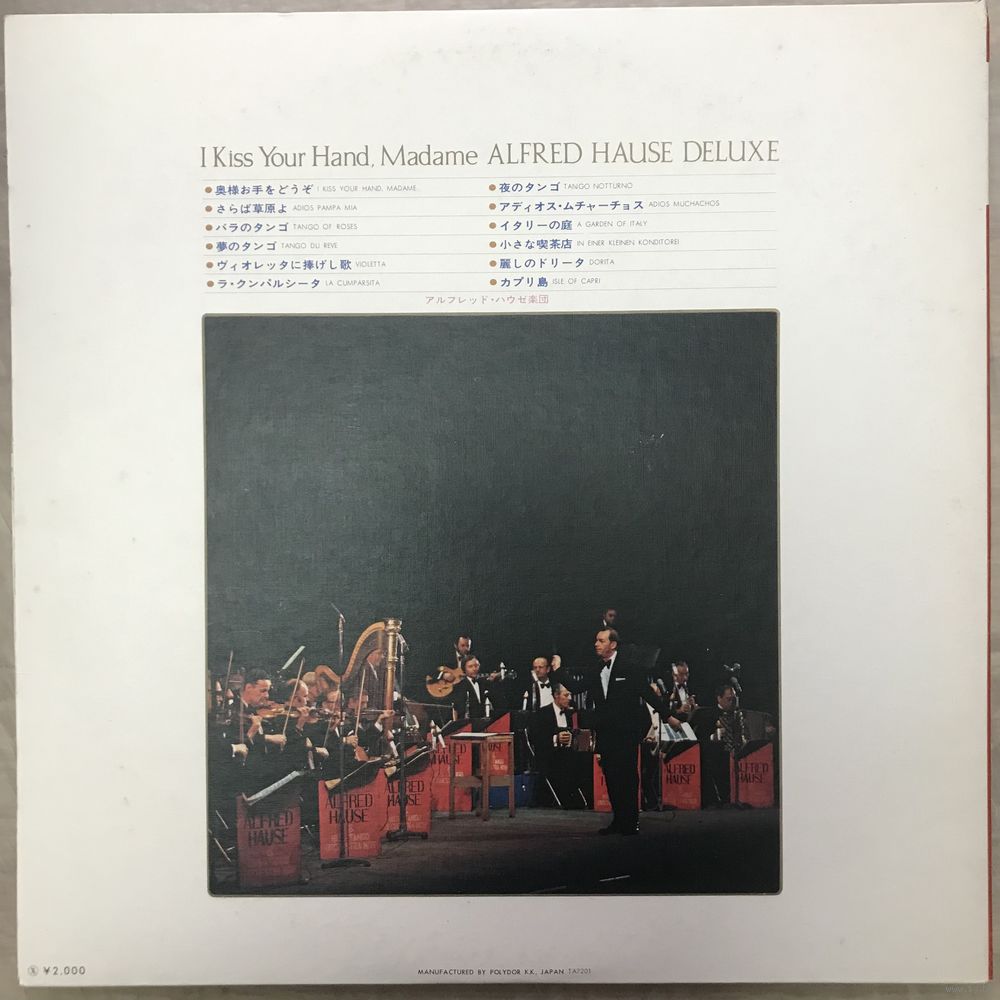 I Kiss Your Hand, Madame ALFRED HAUSE DELUXE
奥様お手をどうぞ I KISS YOUR HAND, MADAME.
さらば草原よ ADIOS PAMPA MIA
バラのタンゴ TANGO OF ROSES
夢のタンゴ TANGO DU REVE
ヴィオレッタに捧げし歌 VIOLETTA
ラ・クンパルシータ LA CUMPARSITA
夜のタンゴ TANGO NOTTURNO
アディオス・ムチャーチョス ADIOS MUCHACHOS
イタリーの庭 A GARDEN OF ITALY
小さな喫茶店 IN EINER KLEINEN KONDITOREI
麗しのドリータ DORITA
カプリ島 ISLE OF CAPRI
アルフレッド・ハウゼ楽団
ALFRED
HAUSE
ALFRED
HAUSE
ALFRED
HAUSE
HAUSE
ALFRED
HAUSE
ALFRED
HAUSE
¥2,000
MANUFACTURED BY POLYDOR K.K., JAPAN TA7201